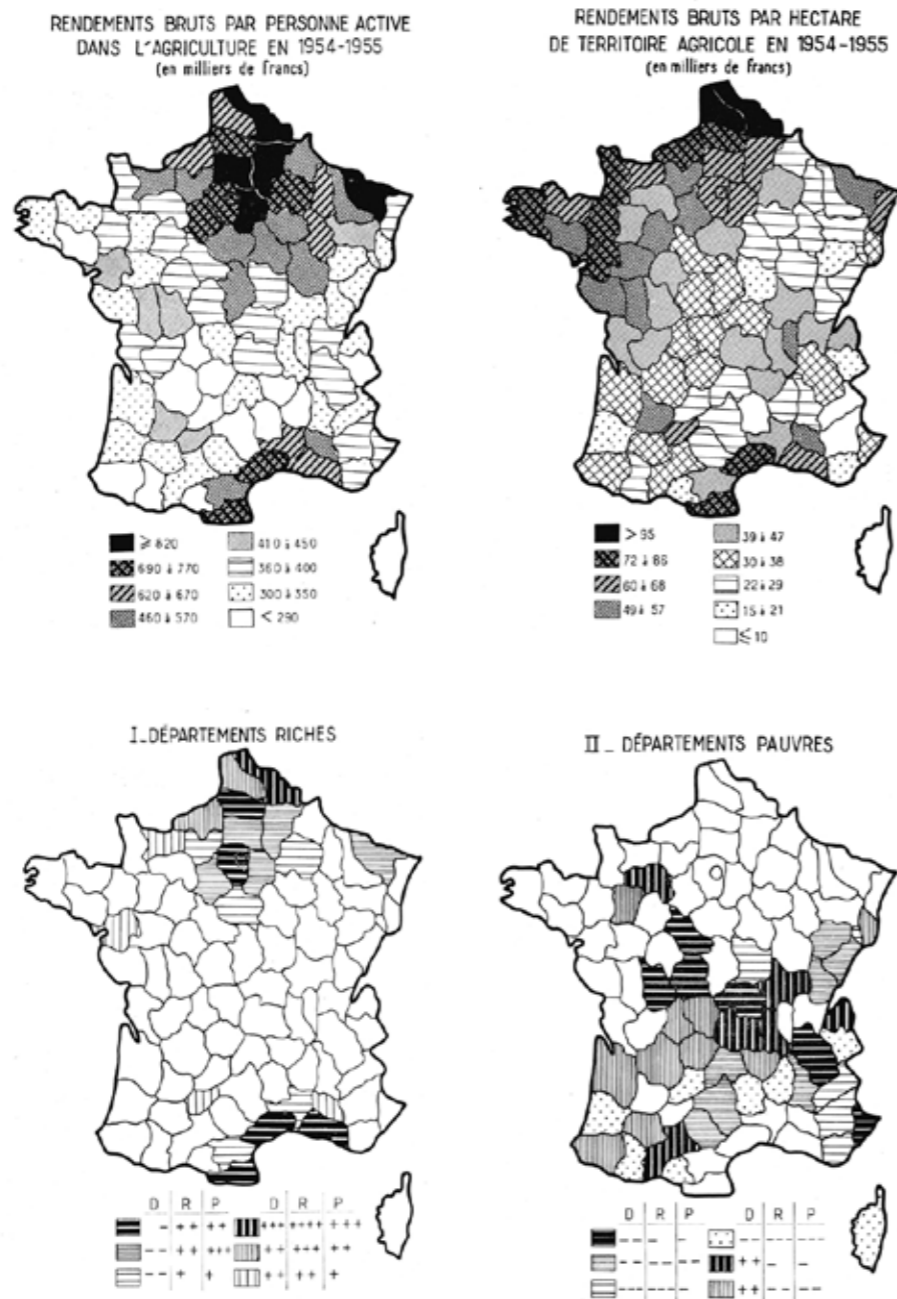 RENDEMENTS BRUTS PAR PERSONNE ACTIVE
DANS L'AGRICULTURE EN 1954-1955
(en milliers de francs)
⩾ 820
690 à 770
620 à 670
460 à 570
410 à 450
360 à 400
300 à 350
< 290
RENDEMENTS BRUTS PAR HECTARE
DE TERRITOIRE AGRICOLE EN 1954-1955
(en milliers de francs)
> 95
72 à 86
60 à 68
49 à 57
39 à 47
30 à 38
22 à 29
15 à 21
⩽ 10
I_DÉPARTEMENTS RICHES
D R P D R P
- ++ ++ +++ ++++ +++
-- ++ +++ ++ +++ ++
-- + + ++ ++ +
II _ DÉPARTEMENTS PAUVRES
D R P D R P